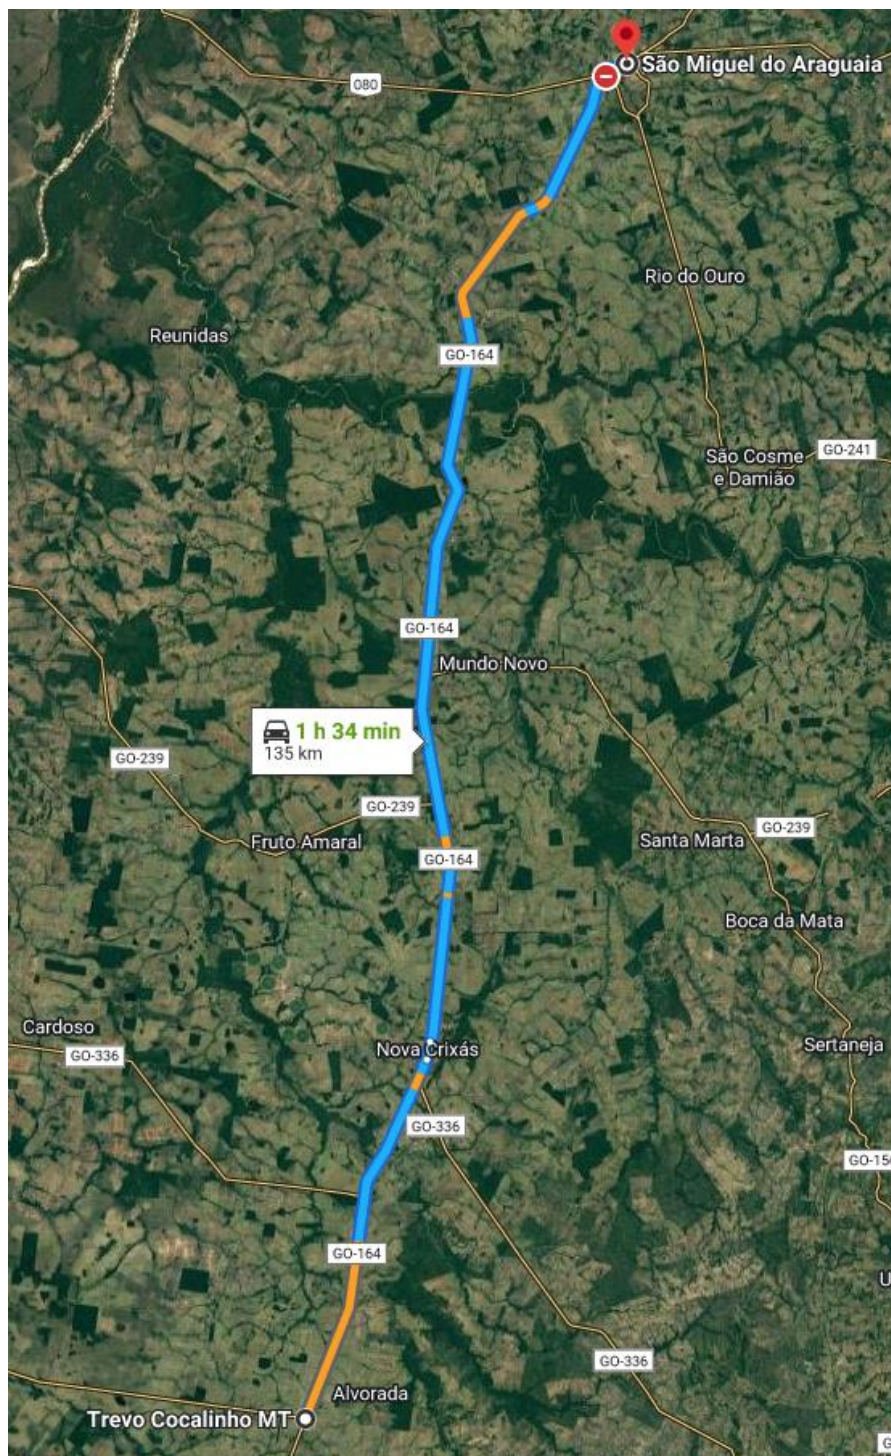 080
São Miguel do Araguaia
Rio do Ouro
Reunidas
GO-164
São Cosme
e Damião
GO-241
GO-164
Mundo Novo
1 h 34 min
135 km
GO-239
GO-239
Fruto Amaral
GO-164
Santa Marta
GO-239
Boca da Mata
Cardoso
GO-336
Nova Crixás
Sertaneja
GO-336
GO-15
GO-164
U
GO-336
Alvorada
Trevo Cocalinho MT
G